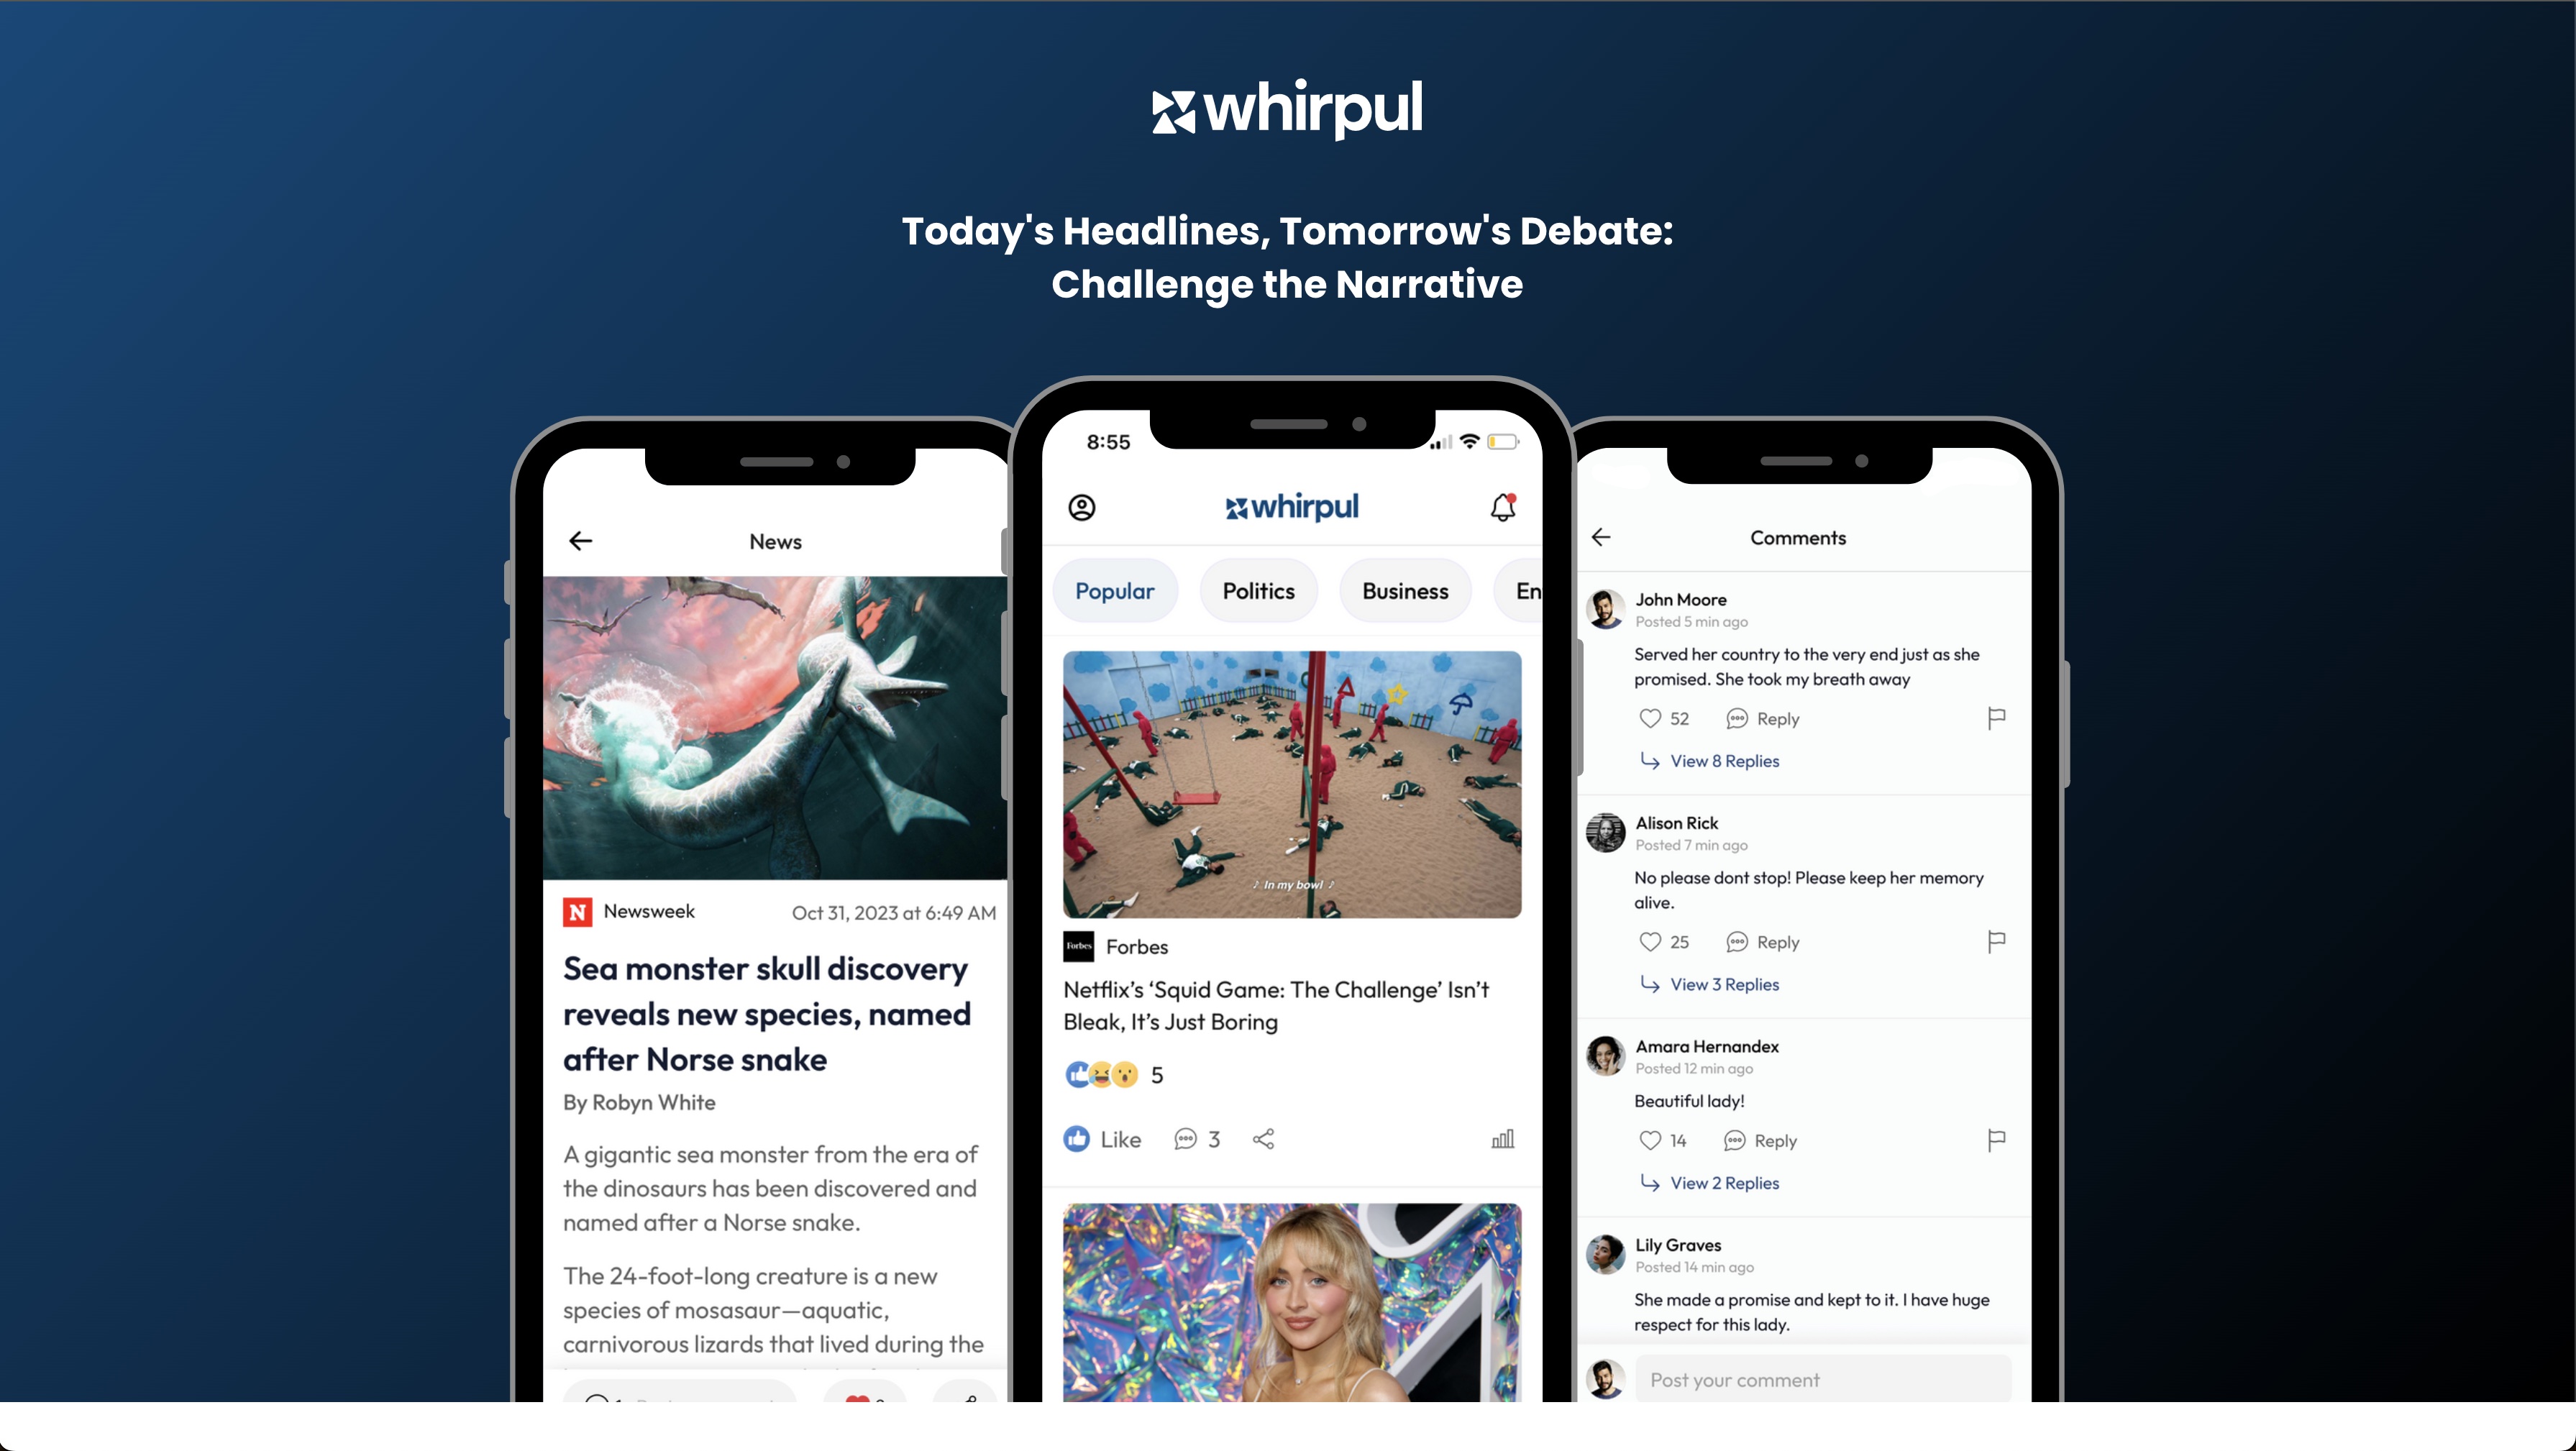 whirpul
Today's Headlines, Tomorrow's Debate:
Challenge the Narrative
News
Newsweek
Oct 31, 2023 at 6:49 AM
Sea monster skull discovery
reveals new species, named
after Norse snake
By Robyn White
A gigantic sea monster from the era of
the dinosaurs has been discovered and
named after a Norse snake.
The 24-foot-long creature is a new
species of mosasaur—aquatic,
carnivorous lizards that lived during the
8:55
whirpul
Popular
Politics
Business
En
♪ In my bowl ♪
Forbes
Forbes
Netflix's ‘Squid Game: The Challenge’ Isn't
Bleak, It's Just Boring
5
Like
3
Comments
John Moore
Posted 5 min ago
Served her country to the very end just as she
promised. She took my breath away
52
Reply
View 8 Replies
Alison Rick
Posted 7 min ago
No please dont stop! Please keep her memory
alive.
25
Reply
View 3 Replies
Amara Hernandex
Posted 12 min ago
Beautiful lady!
14
Reply
View 2 Replies
Lily Graves
Posted 14 min ago
She made a promise and kept to it. I have huge
respect for this lady.
Post your comment